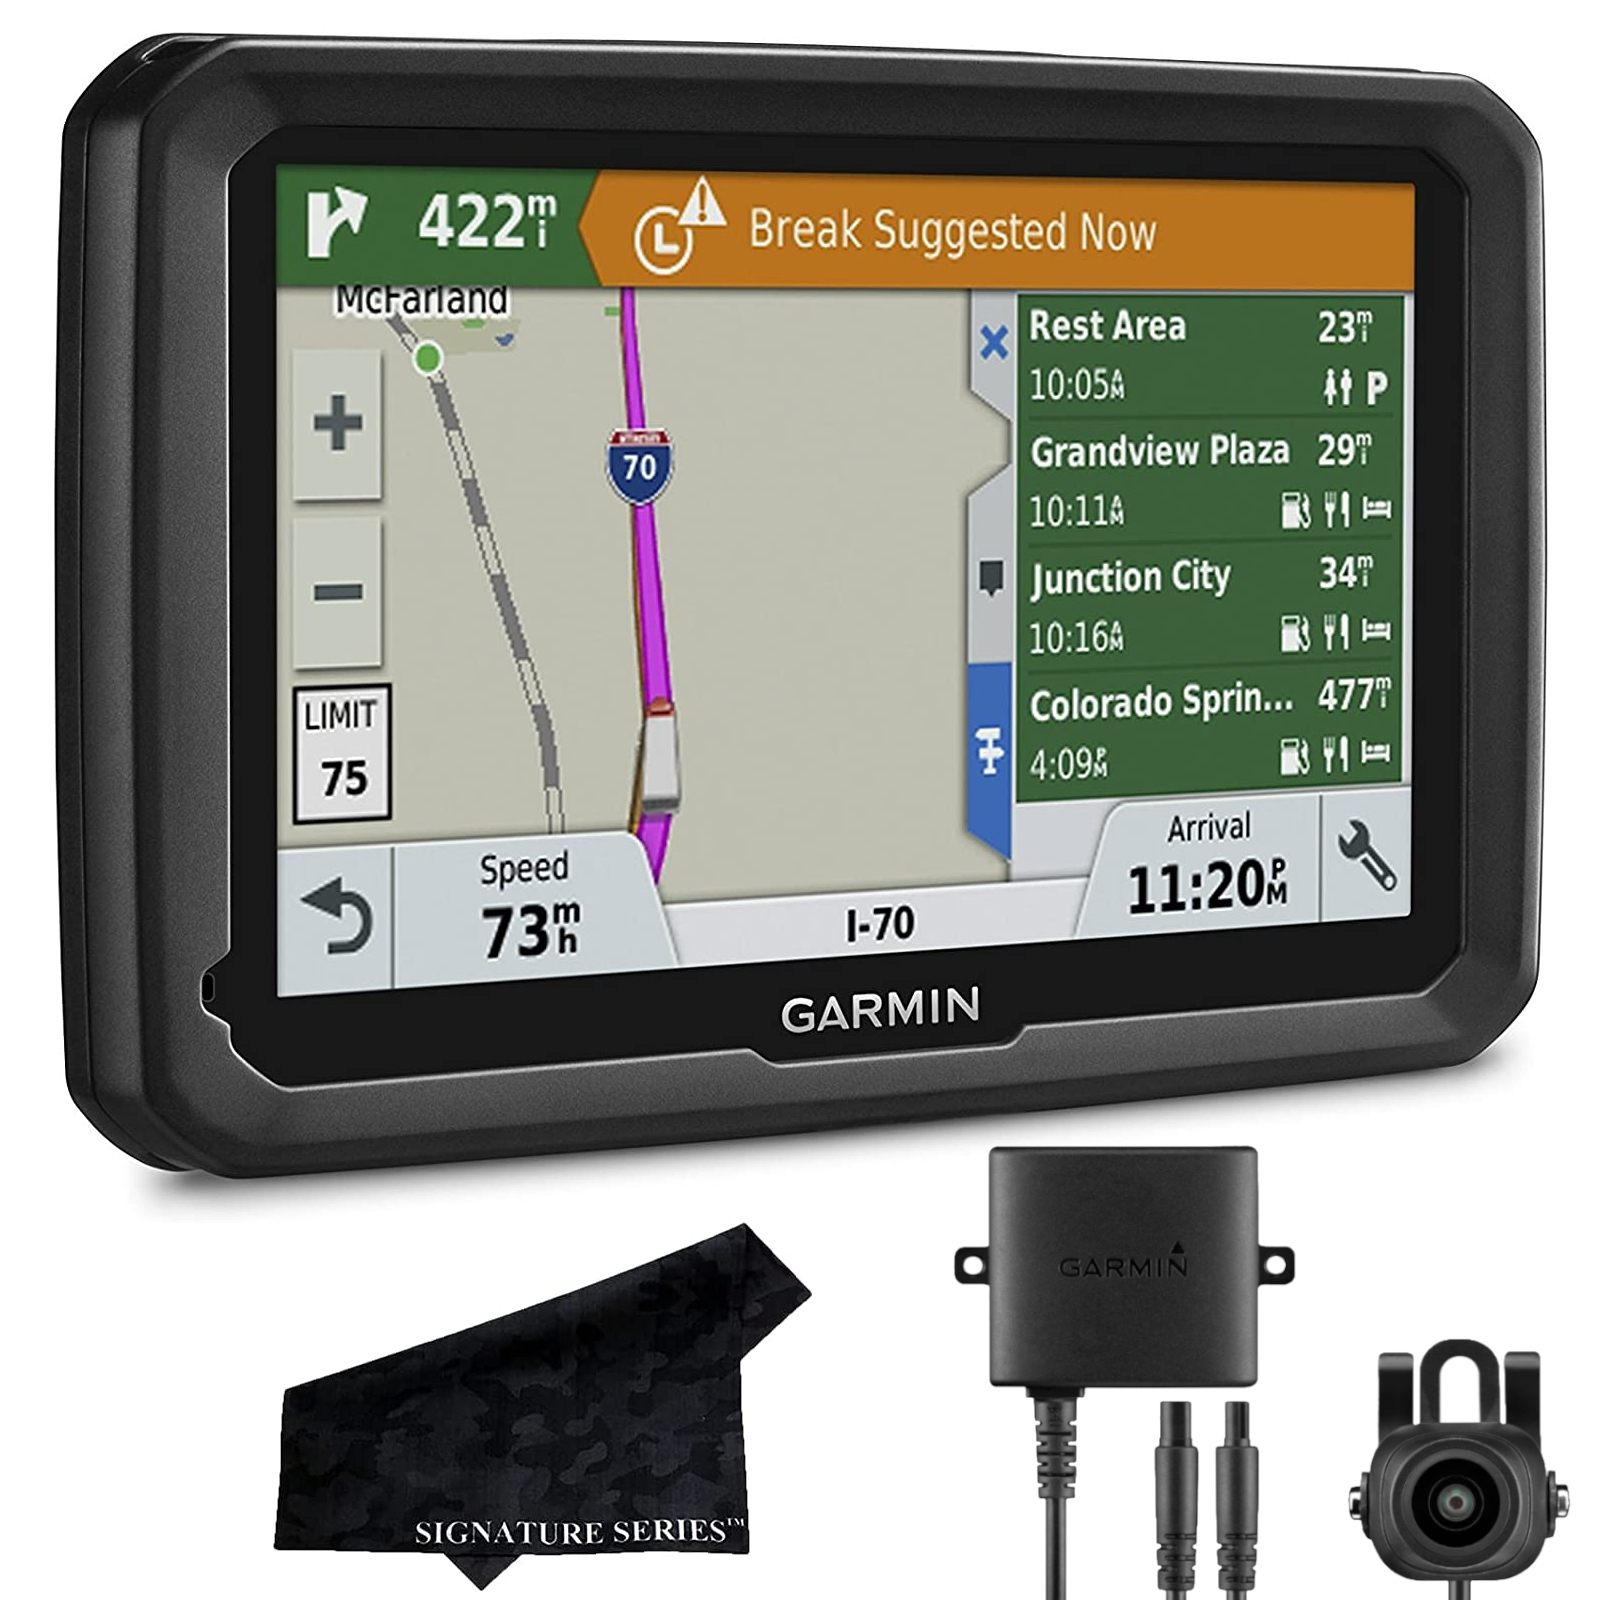 422mi
Break Suggested Now
McFarland
Rest Area 23mi
10:05AM
P
Grandview Plaza 29mi
10:11AM
70
Junction City 34mi
10:16AM
Colorado Sprin... 477mi
4:09PM
LIMIT
75
Speed
73mh
I-70
Arrival
11:20PM
GARMIN
GARMIN
SIGNATURE SERIES™